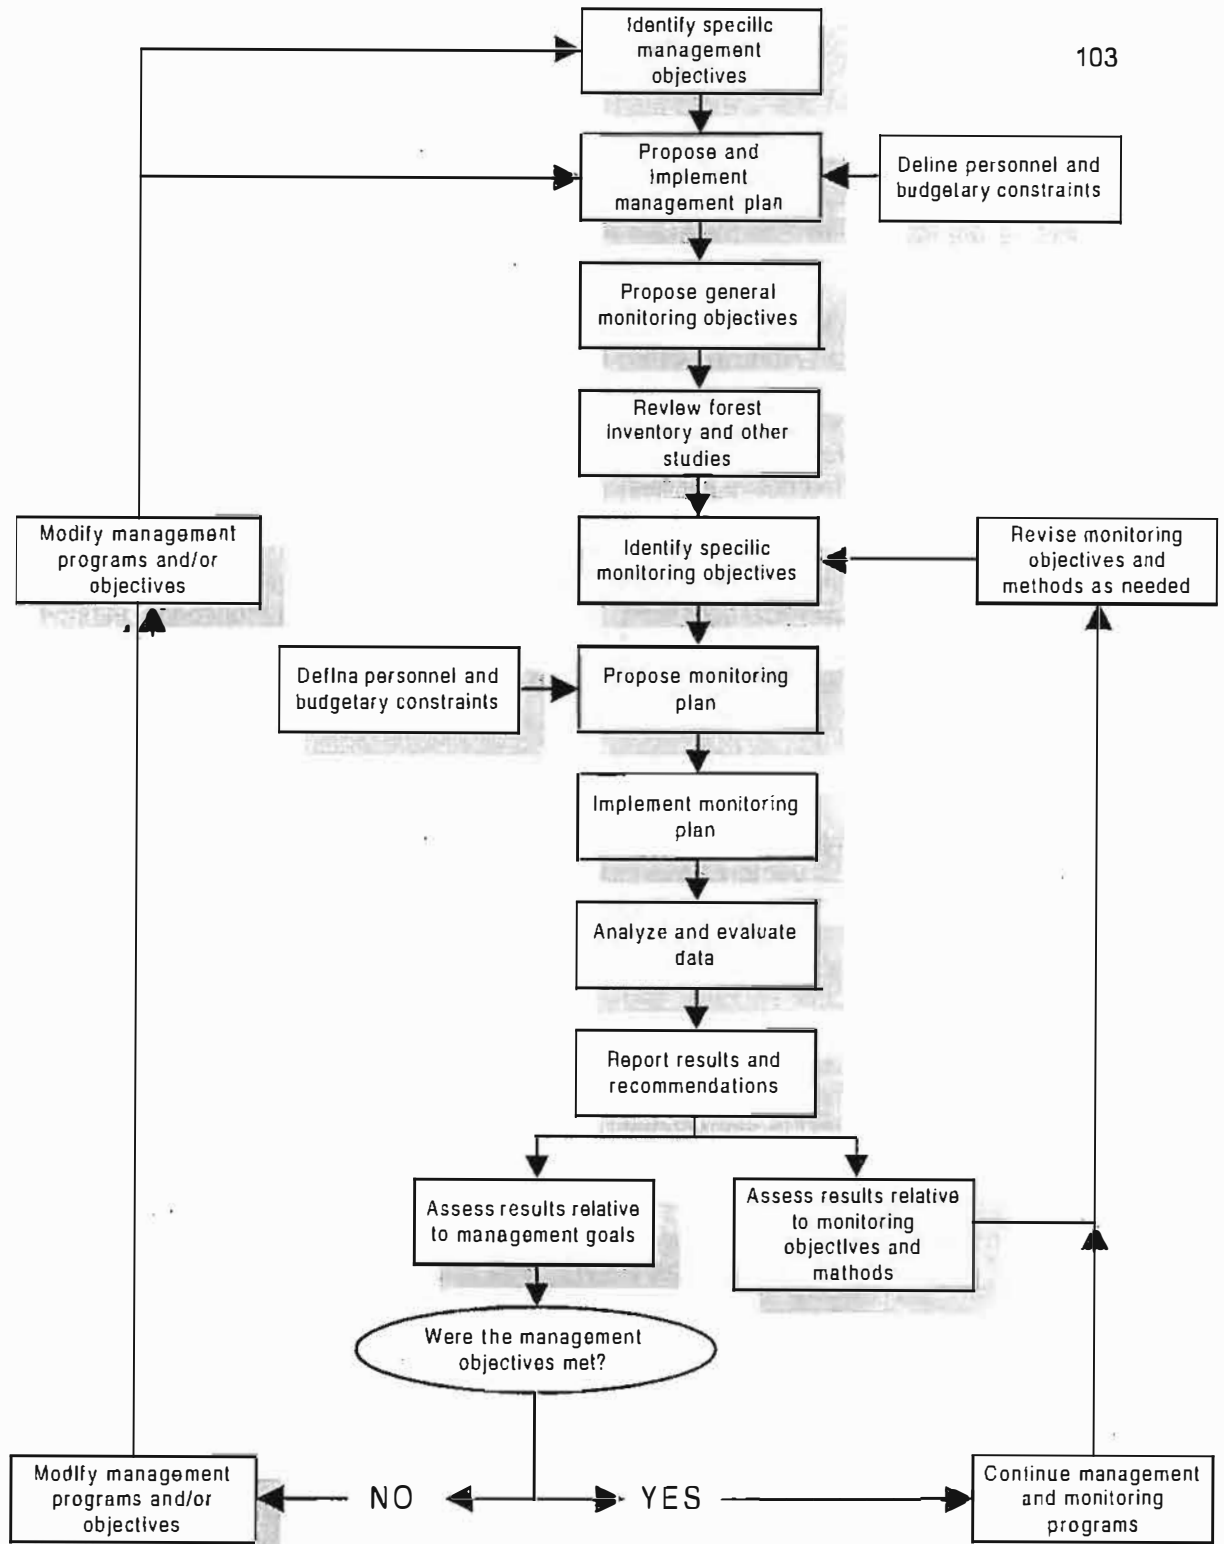 103
Identify specific
management
objectives
Propose and
Implement
management plan
Define personnel and
budgetary constraints
Propose general
monitoring objectives
Review forest
inventory and other
studies
Modify management
programs and/or
objectives
Identify specific
monitoring objectives
Revise monitoring
objectives and
methods as needed
Define personnel and
budgetary constraints
Propose monitoring
plan
Implement monitoring
plan
Analyze and evaluate
data
Report results and
recommendations
Assess results relative
to management goals
Assess results relative
to monitoring
objectives and
mathods
Were the management
objectives met?
Modify management
programs and/or
objectives
NO
YES
Continue management
and monitoring
programs